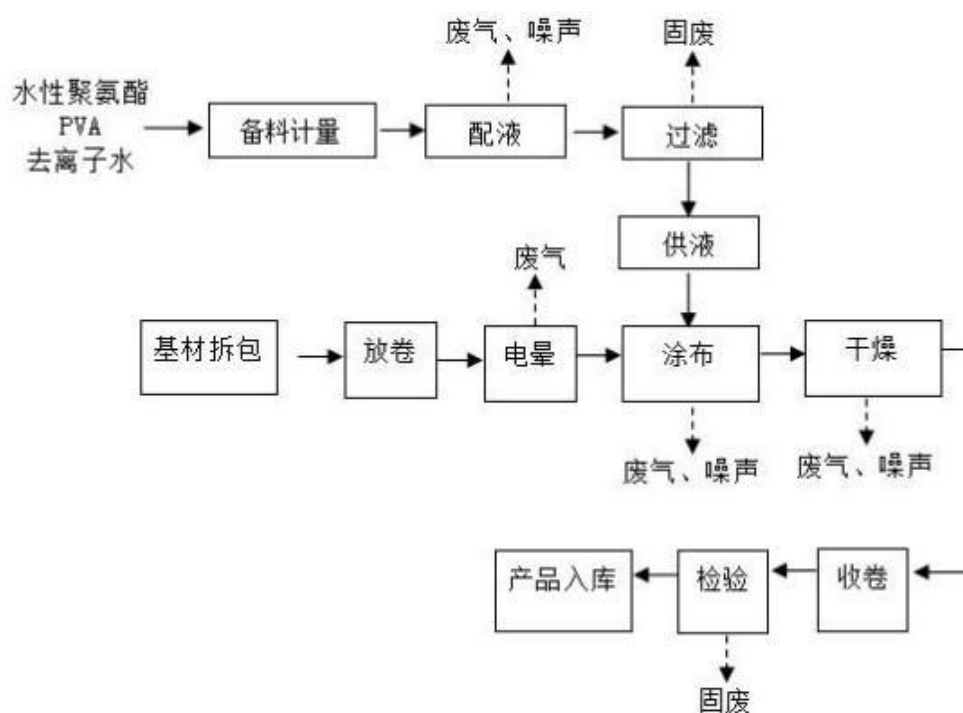 废气、噪声
固废
水性聚氨酯
PVA
去离子水
备料计量
配液
过滤
供液
废气
基材拆包
放卷
电晕
涂布
干燥
废气、噪声
废气、噪声
产品入库
检验
收卷
固废